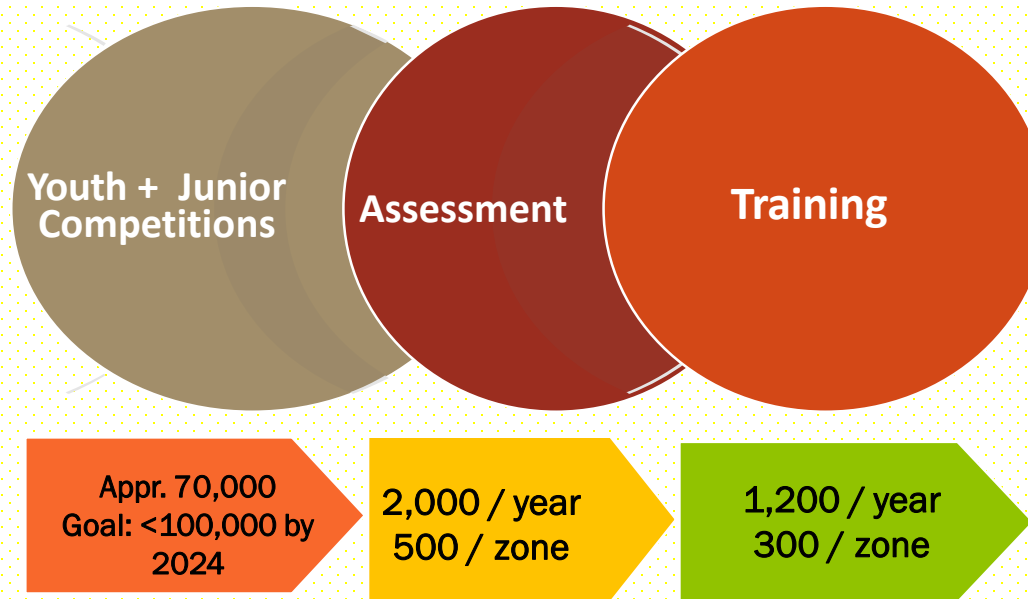 Youth + Junior
Competitions
Assessment
Training
Appr. 70,000
Goal: <100,000 by
2024
2,000 / year
500 / zone
1,200 / year
300 / zone